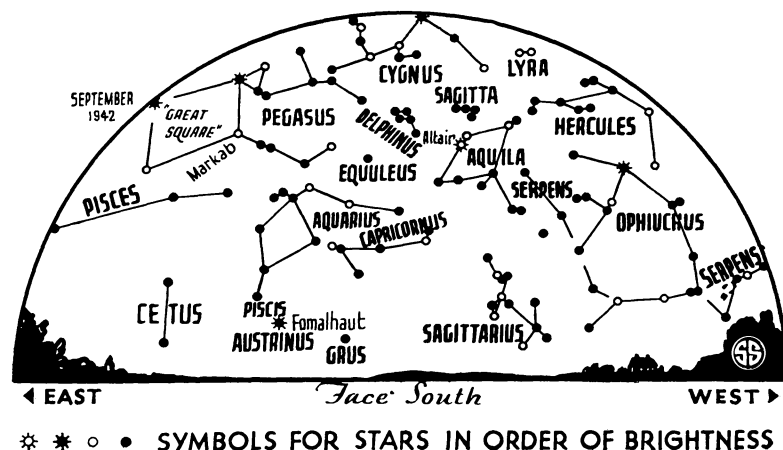 CYGNUS
LYRA
SEPTEMBER
1942
"GREAT
SQUARE"
PEGASUS
SAGITTA
DELPHINUS
Altair
HERCULES
Markab
EQUULEUS
AQUILA
SERPENS
PISCES
AQUARIUS
CAPRICORNUS
OPHIUCHUS
SERPENS
CETUS
PISCIS
AUSTRINUS
Fomalhaut
GRUS
SAGITTARIUS
SS
EAST
Face South
WEST
SYMBOLS FOR STARS IN ORDER OF BRIGHTNESS